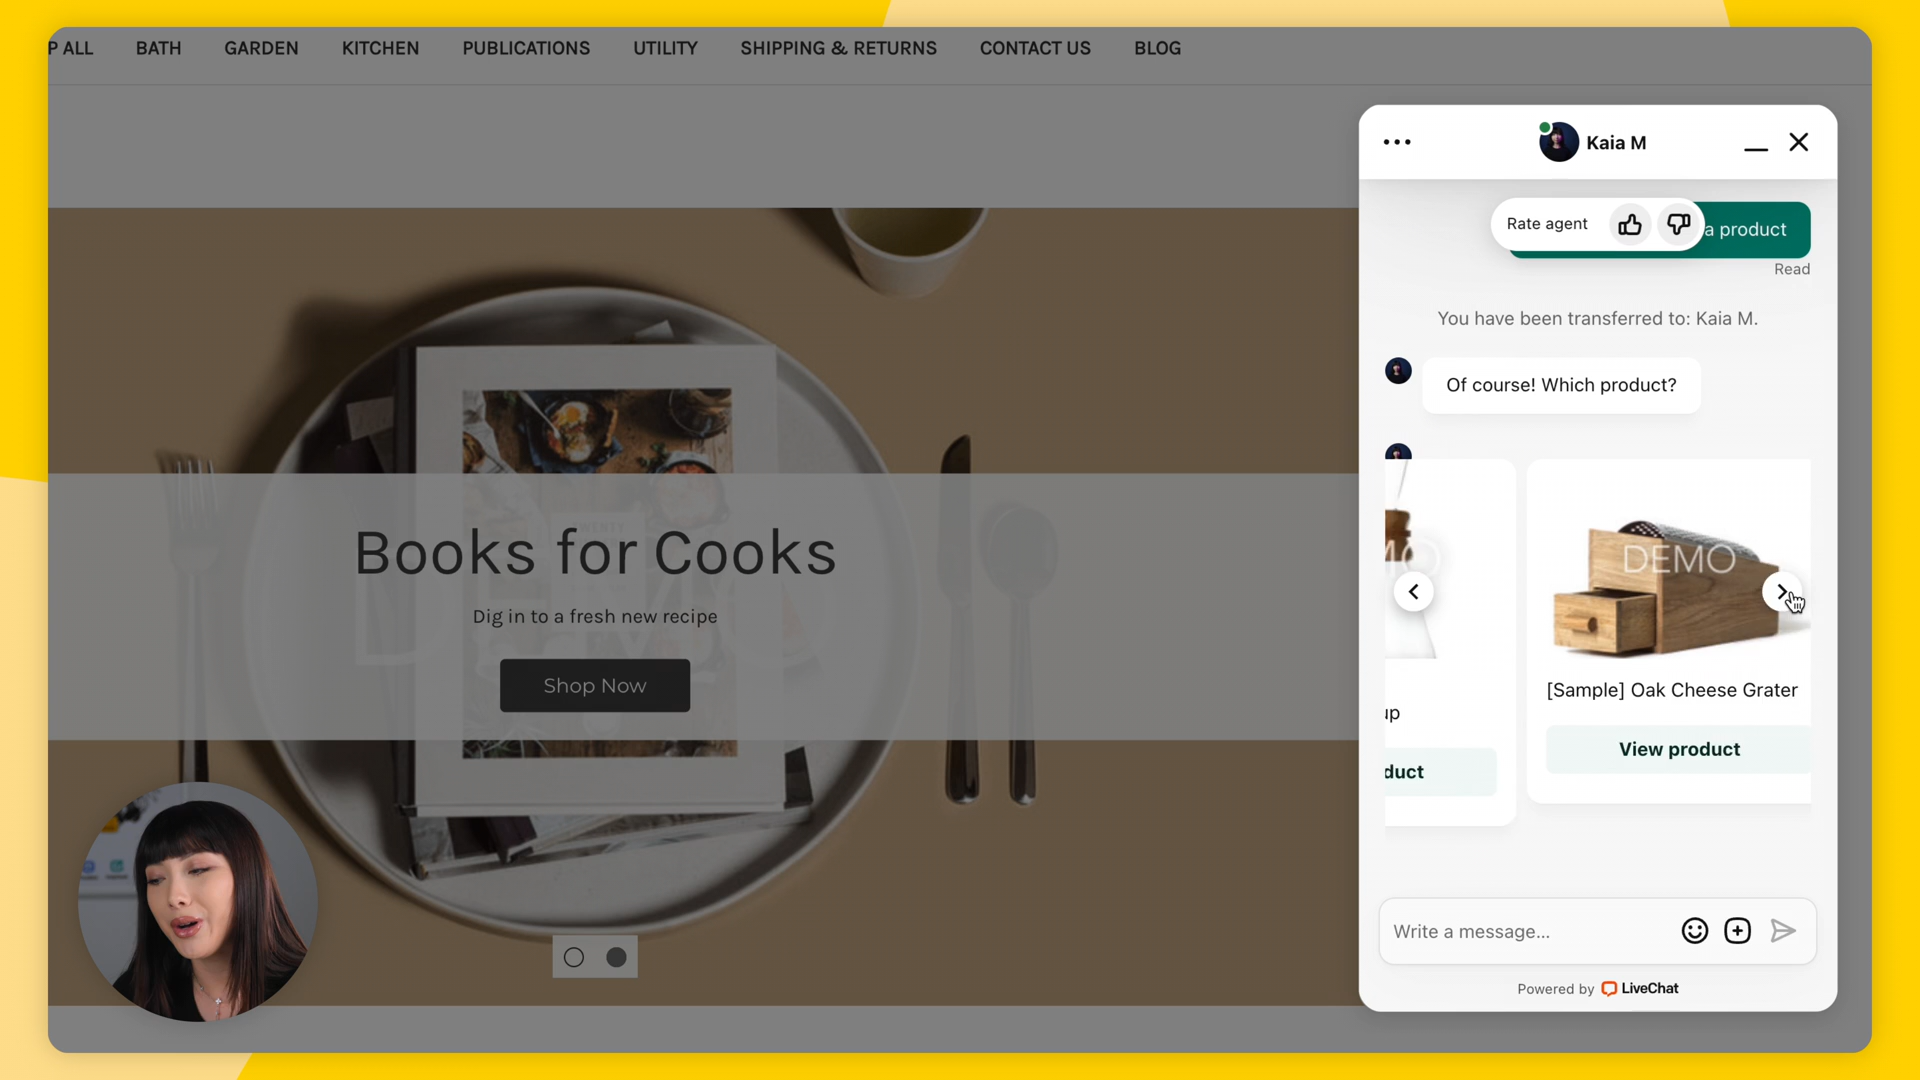 P ALL BATH GARDEN KITCHEN PUBLICATIONS UTILITY SHIPPING & RETURNS CONTACT US BLOG
Books for Cooks
Dig in to a fresh new recipe
Shop Now
Kaia M
Rate agent
a product
Read
You have been transferred to: Kaia M.
Of course! Which product?
DEMO
up
duct
[Sample] Oak Cheese Grater
View product
Write a message...
Powered by LiveChat